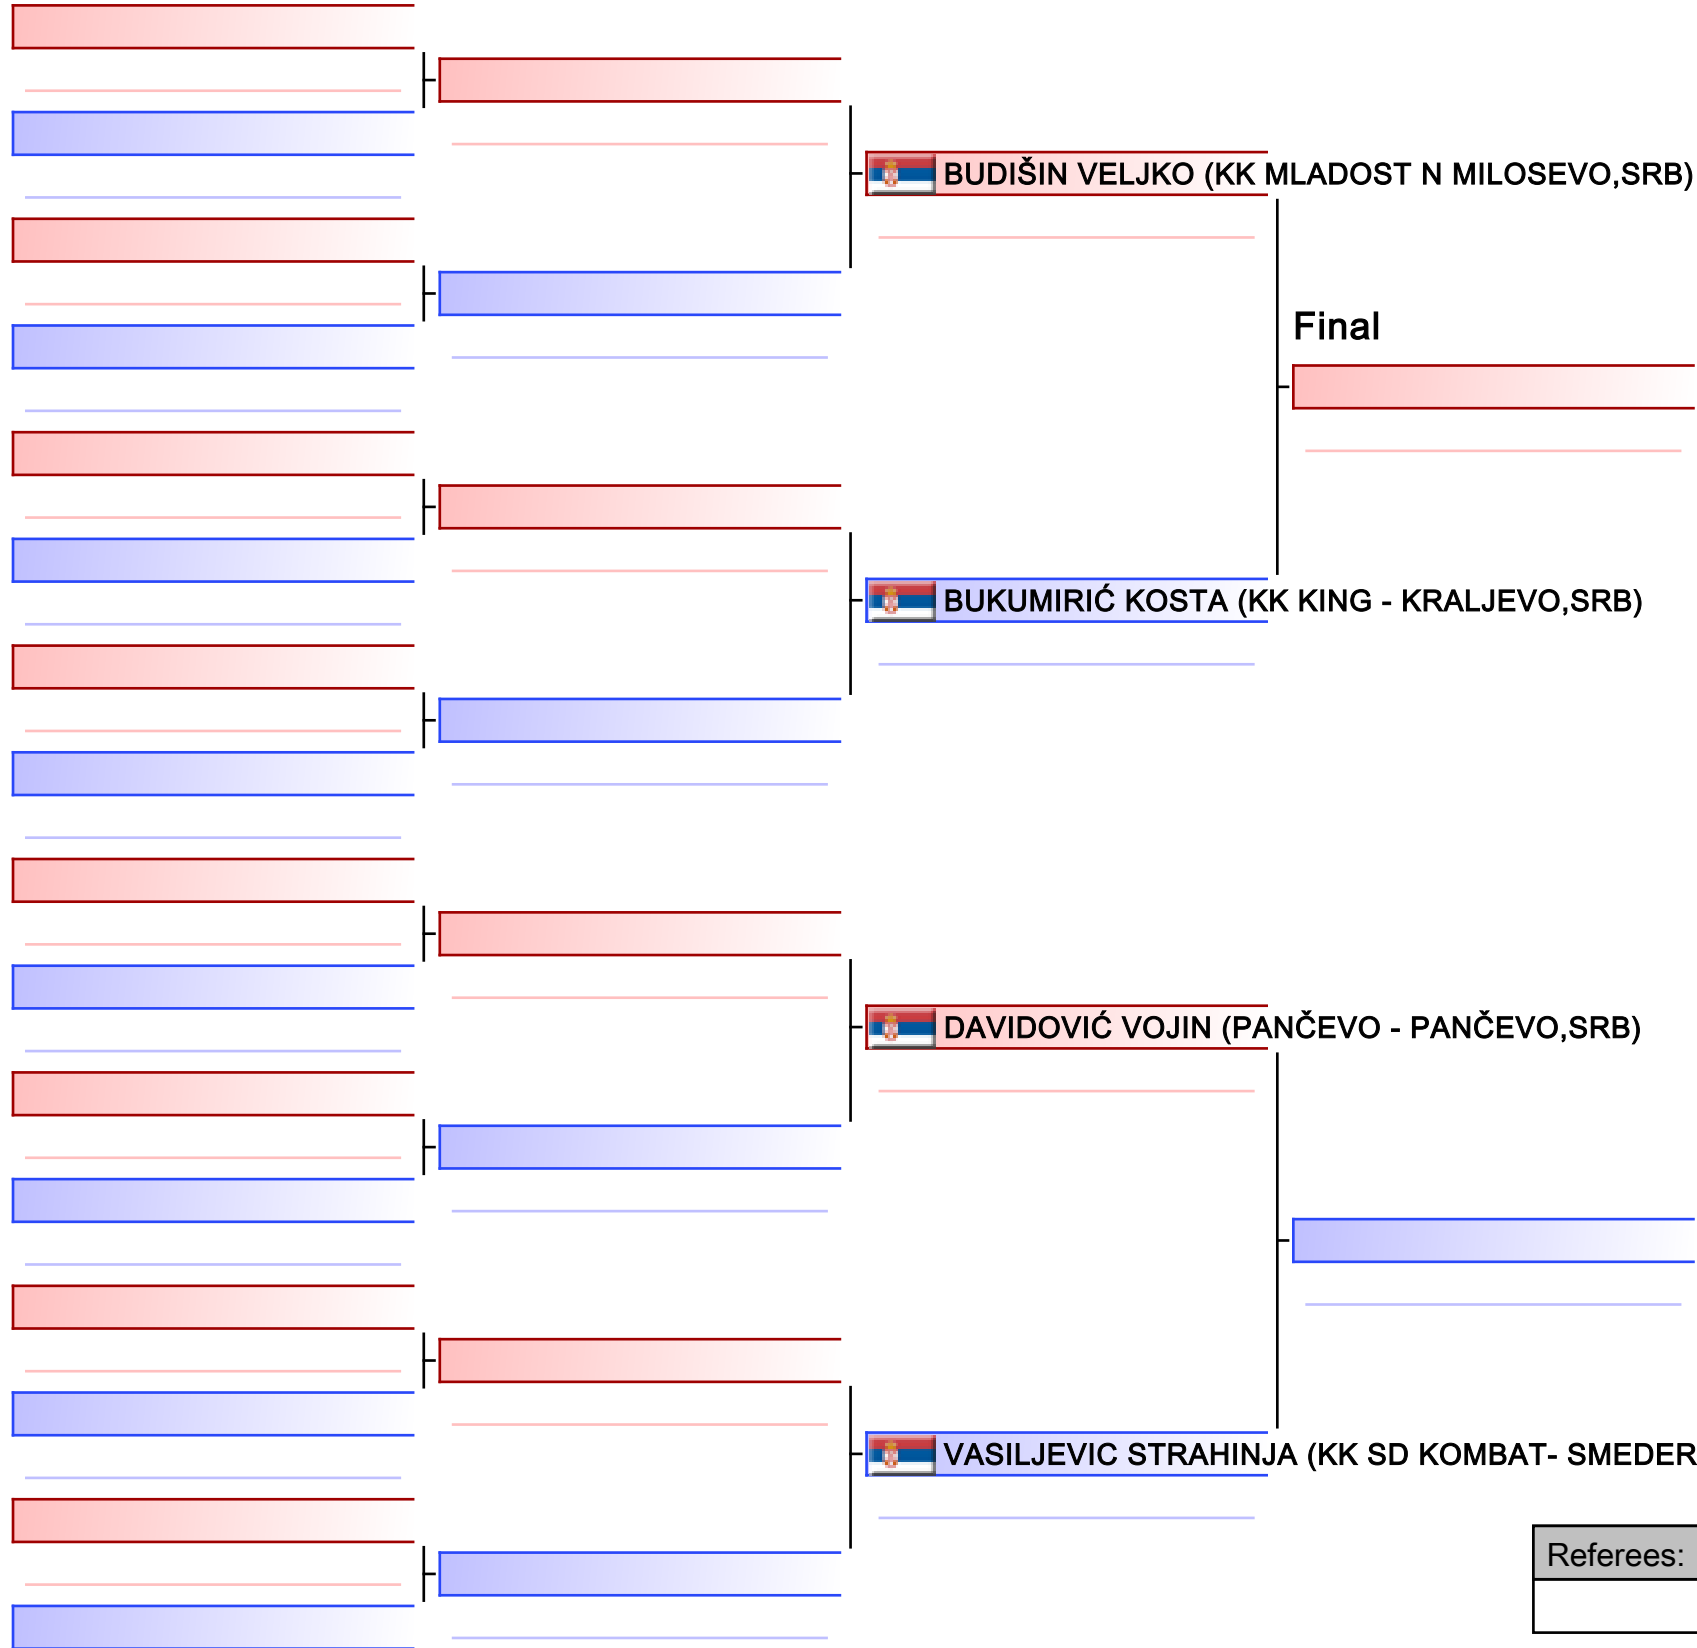 BUDIŠIN VELJKO (KK MLADOST N MILOSEVO,SRB)
Final
BUKUMIRIĆ KOSTA (KK KING - KRALJEVO,SRB)
DAVIDOVIĆ VOJIN (PANČEVO - PANČEVO,SRB)
VASILJEVIC STRAHINJA (KK SD KOMBAT- SMEDER
Referees: